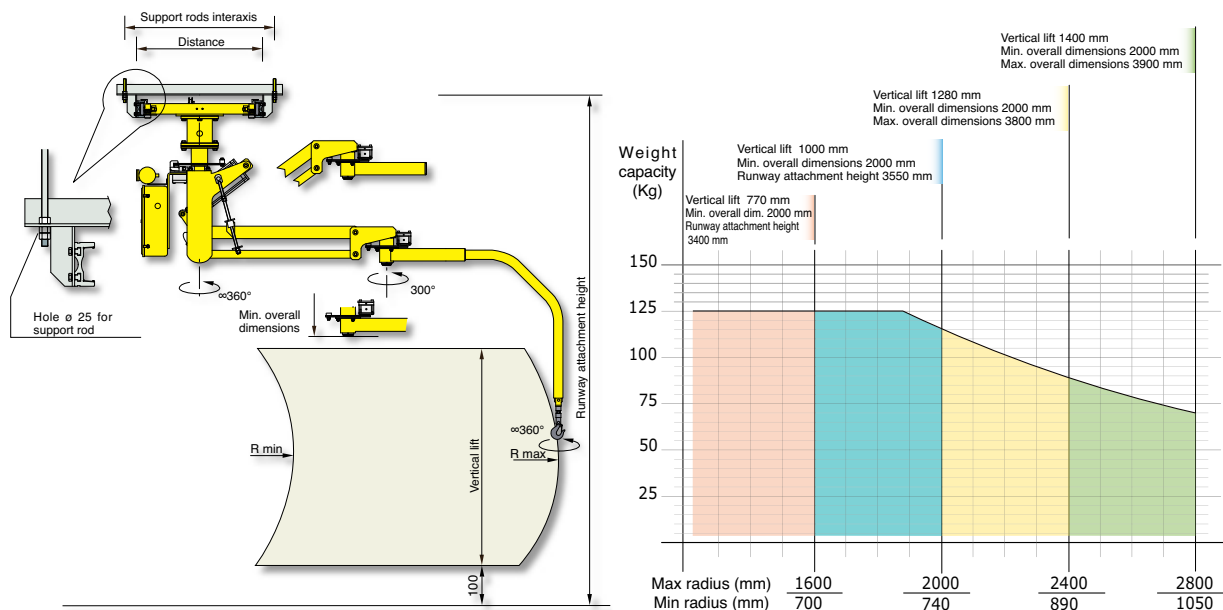 Support rods interaxis
Distance
Hole ø 25 for
support rod
∞360°
300°
Min. overall
dimensions
Runway attachment height
∞360°
R min
R max
Vertical lift
100
Vertical lift 1400 mm
Min. overall dimensions 2000 mm
Max. overall dimensions 3900 mm
Vertical lift 1280 mm
Min. overall dimensions 2000 mm
Max. overall dimensions 3800 mm
Vertical lift 1000 mm
Min. overall dimensions 2000 mm
Runway attachment height 3550 mm
Vertical lift 770 mm
Min. overall dim. 2000 mm
Runway attachment height
3400 mm
Weight
capacity
(Kg)
150
125
100
75
50
25
Max radius (mm) 1600 2000 2400 2800
Min radius (mm) 700 740 890 1050